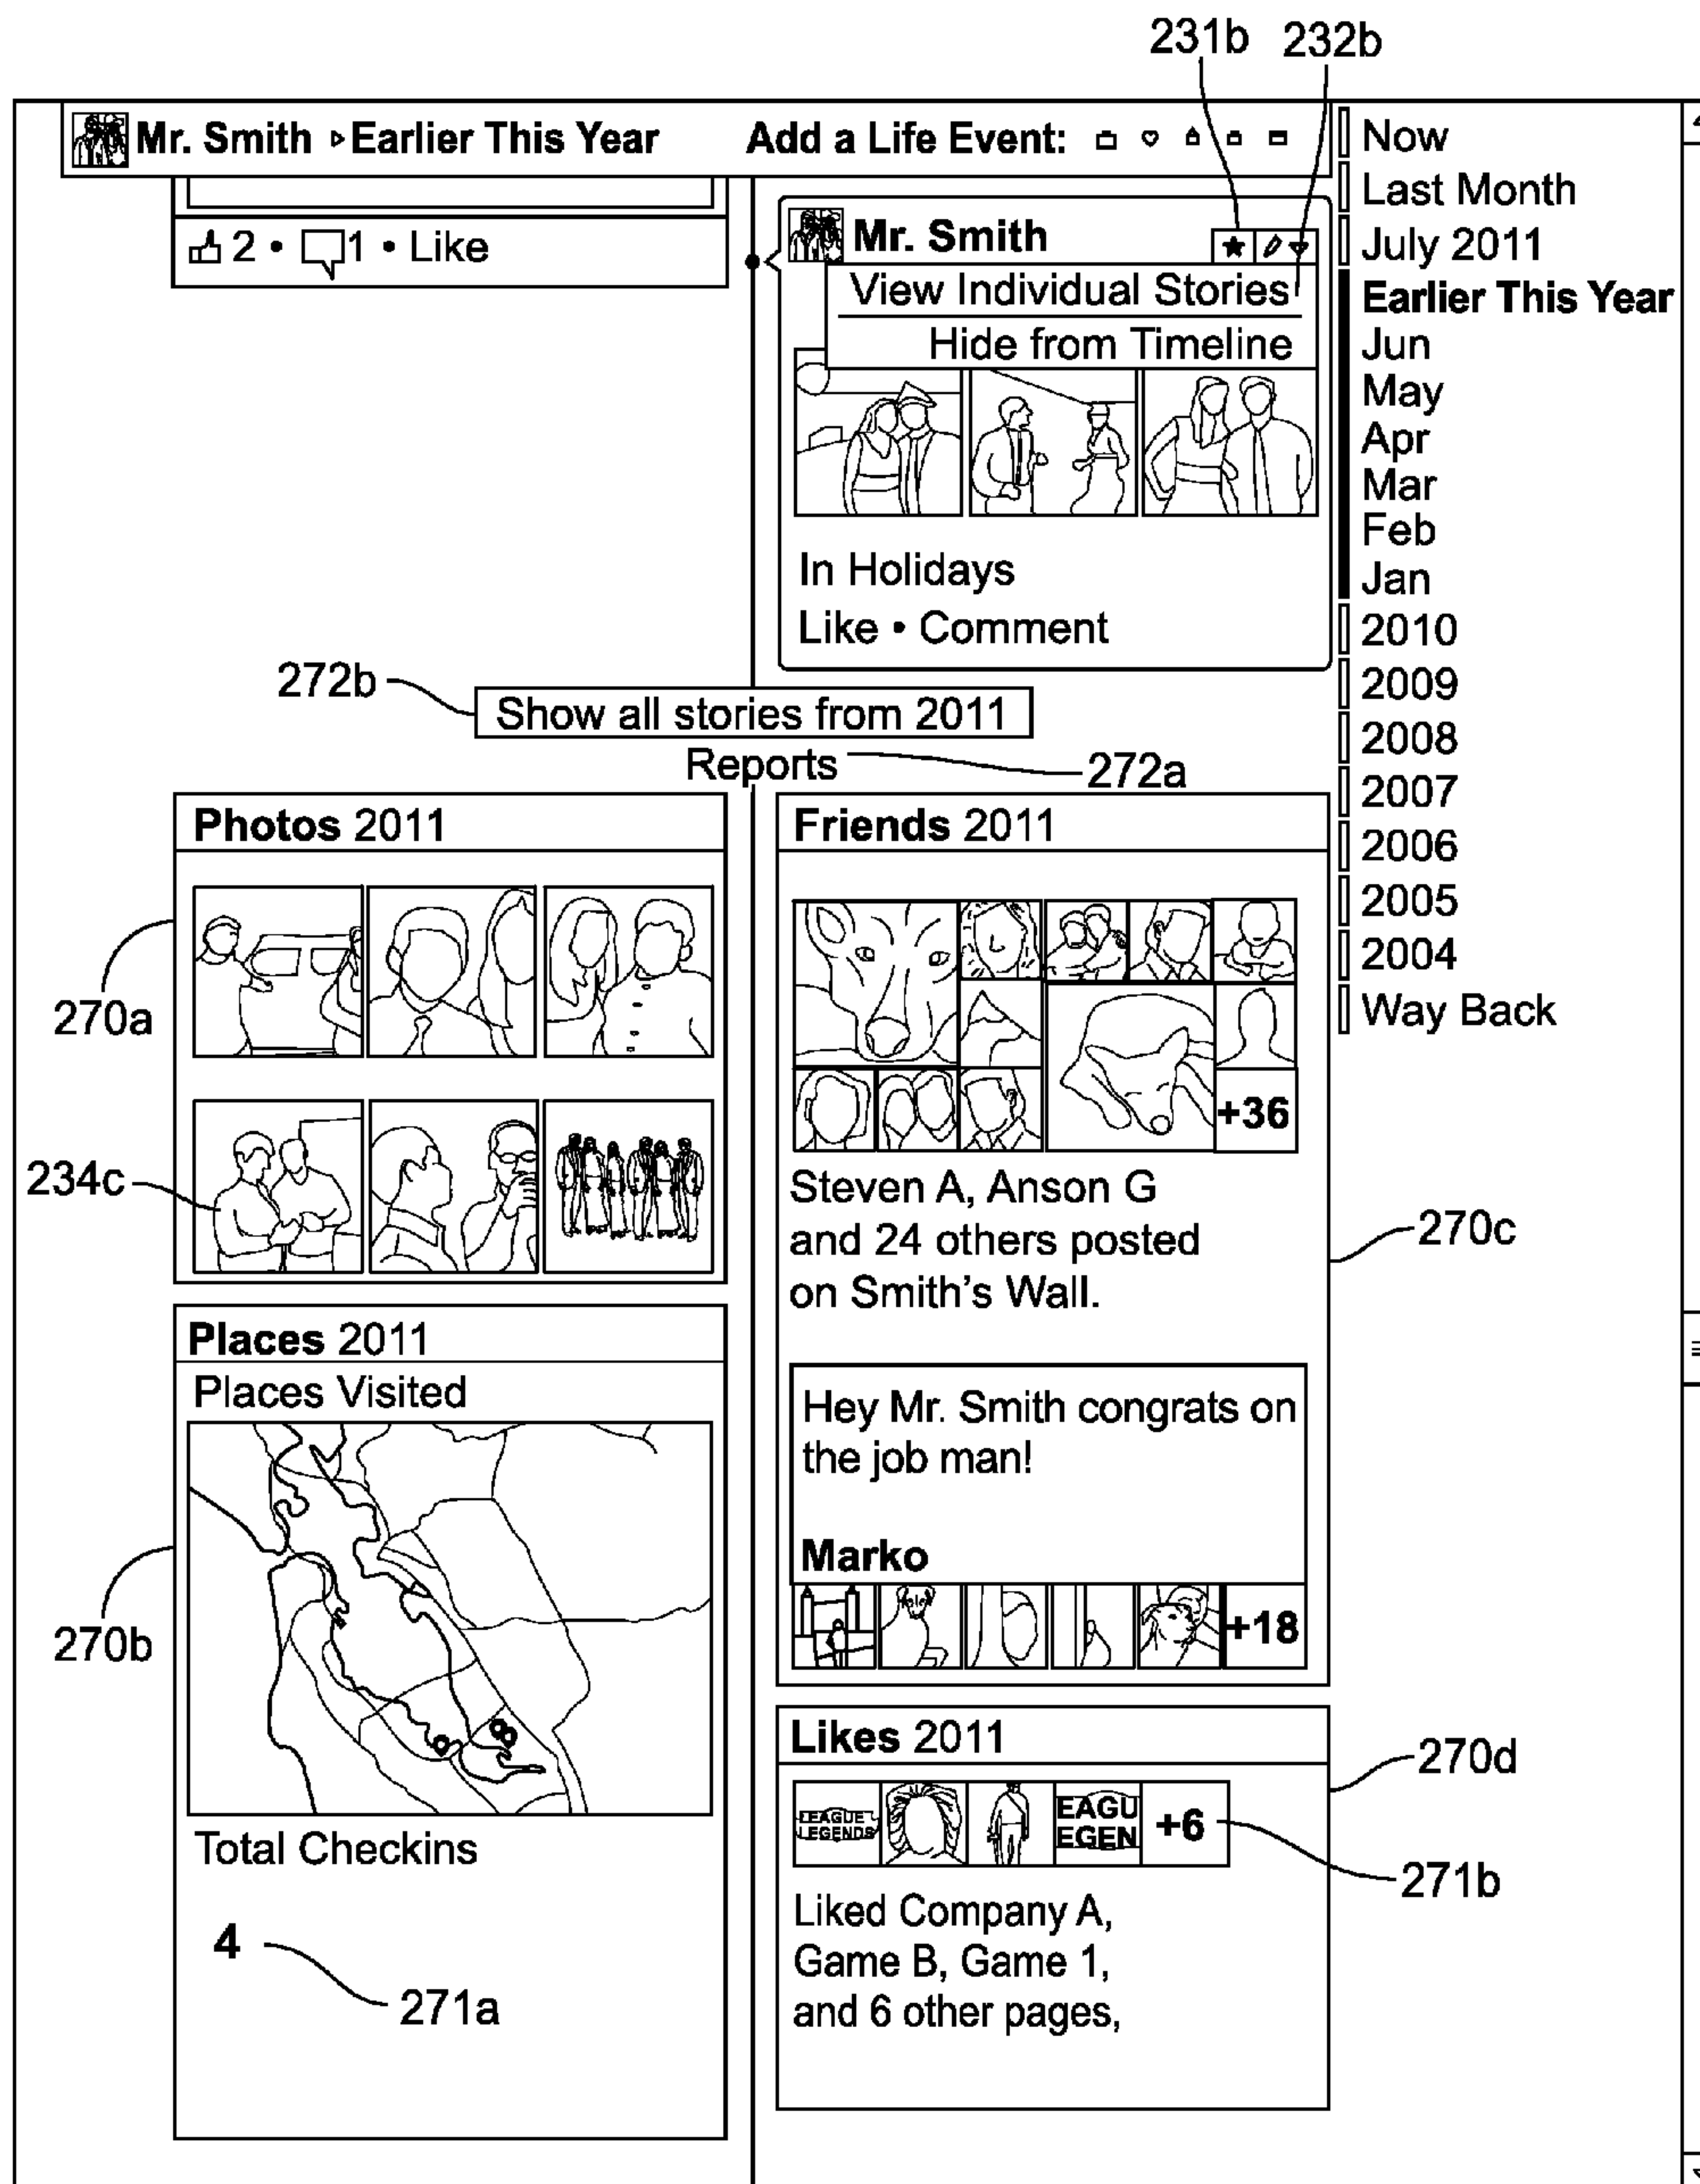 231b 232b
Mr. Smith ▹Earlier This Year Add a Life Event:
2 • 1 • Like
Mr. Smith
View Individual Stories
Hide from Timeline
In Holidays
Like • Comment
Now
Last Month
July 2011
Earlier This Year
Jun
May
Apr
Mar
Feb
Jan
2010
2009
2008
2007
2006
2005
2004
Way Back
272b
Show all stories from 2011
Reports
272a
Photos 2011
270a
234c
Places 2011
Places Visited
270b
Total Checkins
4
271a
Friends 2011
+36
Steven A, Anson G
and 24 others posted
on Smith's Wall.
270c
Hey Mr. Smith congrats on
the job man!
Marko
+18
Likes 2011
270d
LEAGUE
LEGENDS
EAGU
EGEN
+6
271b
Liked Company A,
Game B, Game 1,
and 6 other pages,